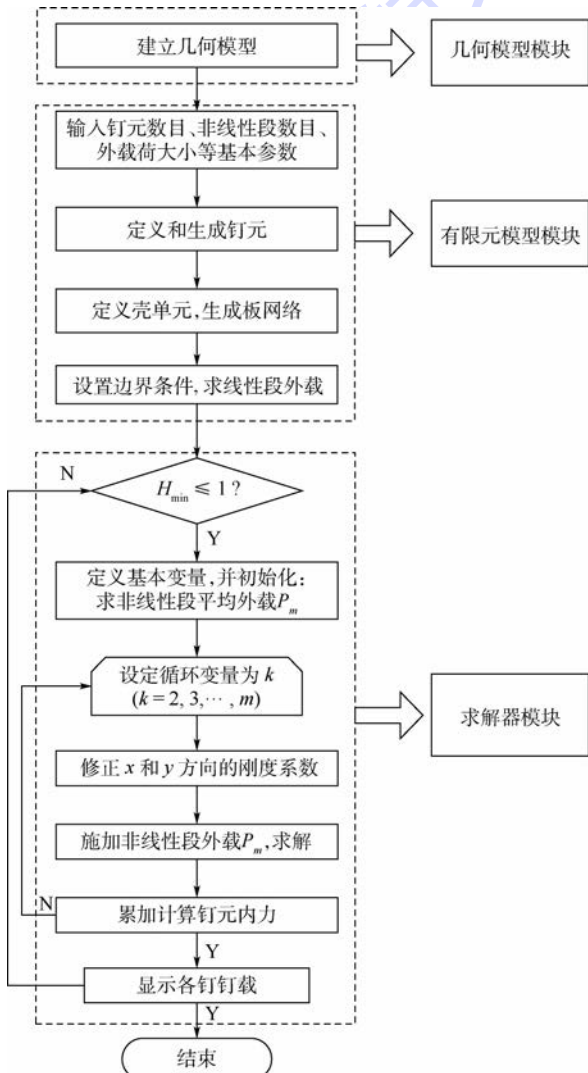 建立几何模型
几何模型模块
输入钉元数目、非线性段数目、
外载荷大小等基本参数
定义和生成钉元
有限元模型模块
定义壳单元,生成板网络
设置边界条件,求线性段外载
N
H_min ≤ 1 ?
Y
定义基本变量,并初始化:
求非线性段平均外载P_m
设定循环变量为 k
(k = 2, 3, ⋯ , m)
求解器模块
修正 x 和 y 方向的刚度系数
施加非线性段外载P_m,求解
N
累加计算钉元内力
Y
显示各钉钉载
Y
结束